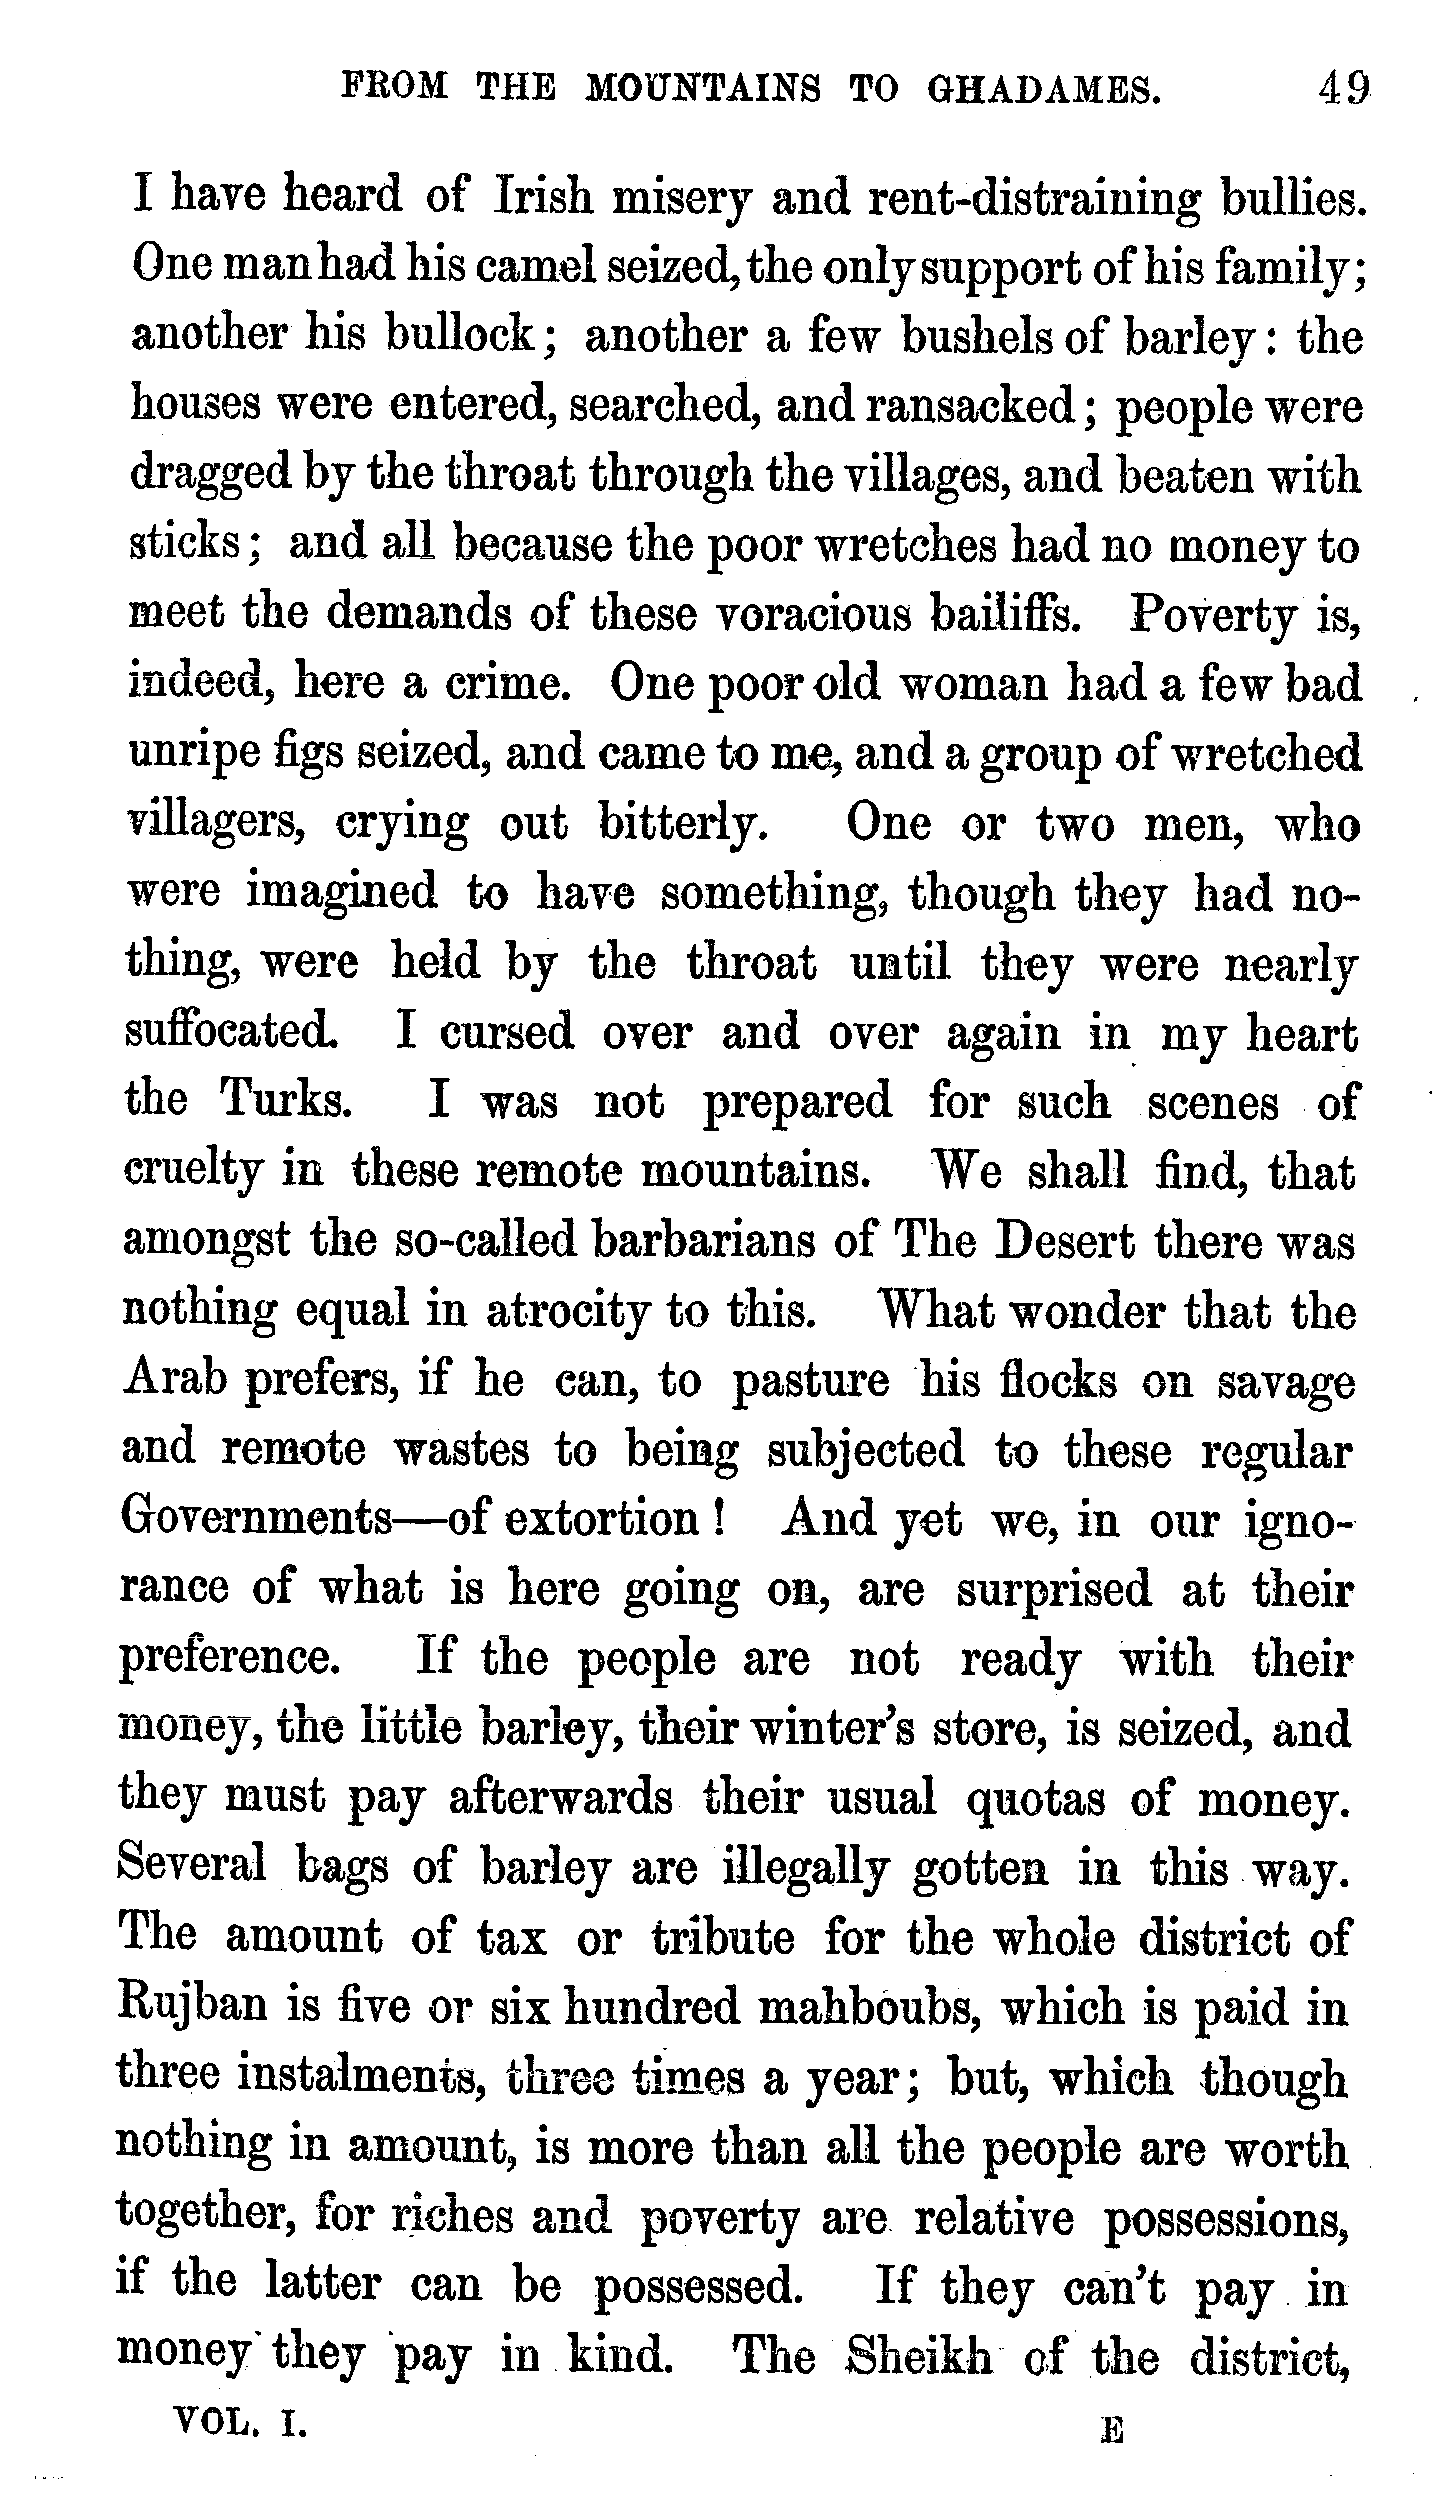 FROM THE MOUNTAINS TO GHADAMES. 49
I have heard of Irish misery and rent-distraining bullies.
One man had his camel seized, the only support of his family;
another his bullock; another a few bushels of barley: the
houses were entered, searched, and ransacked; people were
dragged by the throat through the villages, and beaten with
sticks; and all because the poor wretches had no money to
meet the demands of these voracious bailiffs. Poverty is,
indeed, here a crime. One poor old woman had a few bad
unripe figs seized, and came to me, and a group of wretched
villagers, crying out bitterly. One or two men, who
were imagined to have something, though they had no-
thing, were held by the throat until they were nearly
suffocated. I cursed over and over again in my heart
the Turks. I was not prepared for such scenes of
cruelty in these remote mountains. We shall find, that
amongst the so-called barbarians of The Desert there was
nothing equal in atrocity to this. What wonder that the
Arab prefers, if he can, to pasture his flocks on savage
and remote wastes to being subjected to these regular
Governments—of extortion! And yet we, in our igno-
rance of what is here going on, are surprised at their
preference. If the people are not ready with their
money, the little barley, their winter's store, is seized, and
they must pay afterwards their usual quotas of money.
Several bags of barley are illegally gotten in this way.
The amount of tax or tribute for the whole district of
Rujban is five or six hundred mahboubs, which is paid in
three instalments, three times a year; but, which though
nothing in amount, is more than all the people are worth
together, for riches and poverty are relative possessions,
if the latter can be possessed. If they can't pay in
money they pay in kind. The Sheikh of the district,
VOL. I. E